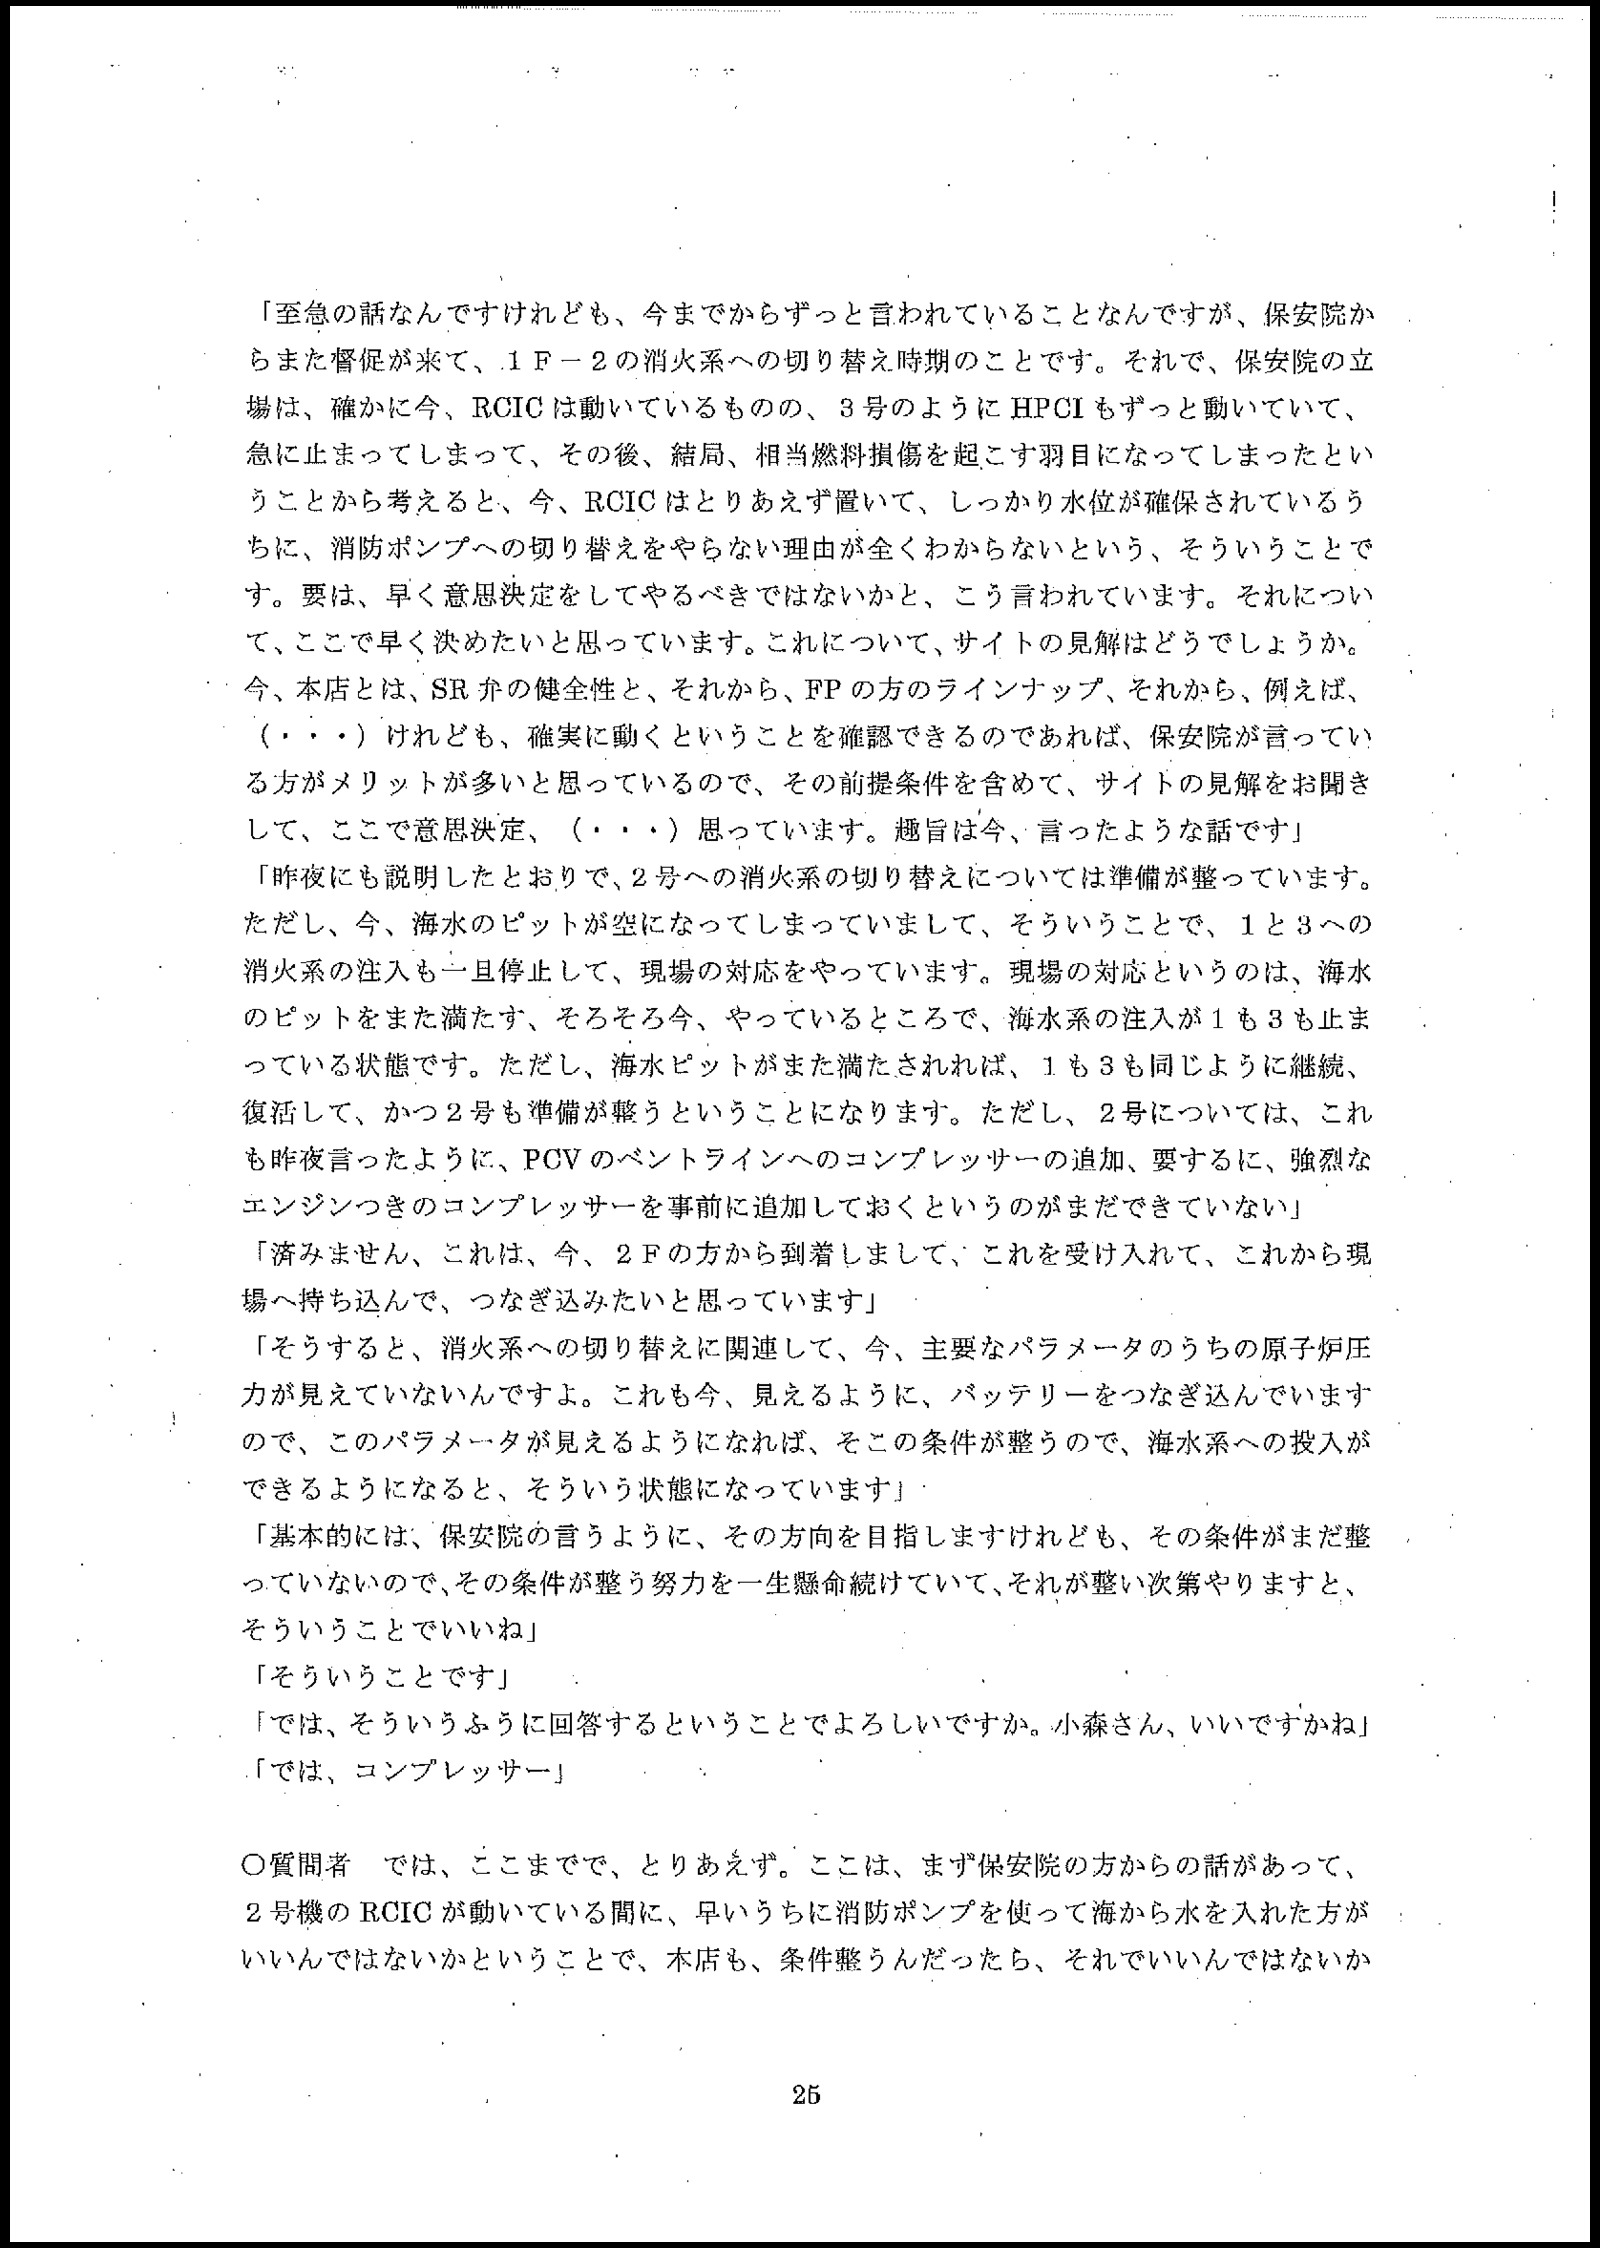 「至急の話なんですけれども、今までからずっと言われていることなんですが、保安院か
らまた督促が来て、１Ｆ－２の消火系への切り替え時期のことです。それで、保安院の立
場は、確かに今、RCICは動いているものの、３号のようにHPCIもずっと動いていて、
急に止まってしまって、その後、結局、相当燃料損傷を起こす羽目になってしまったとい
うことから考えると、今、RCICはとりあえず置いて、しっかり水位が確保されているう
ちに、消防ポンプへの切り替えをやらない理由が全くわからないという、そういうことで
す。要は、早く意思決定をしてやるべきではないかと、こう言われています。それについ
て、ここで早く決めたいと思っています。これについて、サイトの見解はどうでしょうか。
今、本店とは、SR弁の健全性と、それから、FPの方のラインナップ、それから、例えば、
（・・・）けれども、確実に動くということを確認できるのであれば、保安院が言ってい
る方がメリットが多いと思っているので、その前提条件を含めて、サイトの見解をお聞き
して、ここで意思決定、（・・・）思っています。趣旨は今、言ったような話です」
「昨夜にも説明したとおりで、２号への消火系の切り替えについては準備が整っています。
ただし、今、海水のピットが空になってしまっていまして、そういうことで、１と３への
消火系の注入も一旦停止して、現場の対応をやっています。現場の対応というのは、海水
のピットをまた満たす、そろそろ今、やっているところで、海水系の注入が１も３も止ま
っている状態です。ただし、海水ピットがまた満たされれば、１も３も同じように継続、
復活して、かつ２号も準備が整うということになります。ただし、２号については、これ
も昨夜言ったように、PCVのベントラインへのコンプレッサーの追加、要するに、強烈な
エンジンつきのコンプレッサーを事前に追加しておくというのがまだできていない」
「済みません、これは、今、２Ｆの方から到着しまして、これを受け入れて、これから現
場へ持ち込んで、つなぎ込みたいと思っています」
「そうすると、消火系への切り替えに関連して、今、主要なパラメータのうちの原子炉圧
力が見えていないんですよ。これも今、見えるように、バッテリーをつなぎ込んでいます
ので、このパラメータが見えるようになれば、そこの条件が整うので、海水系への投入が
できるようになると、そういう状態になっています」
「基本的には、保安院の言うように、その方向を目指しますけれども、その条件がまだ整
っていないので、その条件が整う努力を一生懸命続けていて、それが整い次第やりますと、
そういうことでいいね」
「そういうことです」
「では、そういうふうに回答するということでよろしいですか。小森さん、いいですかね」
「では、コンプレッサー」
○質問者　では、ここまでで、とりあえず。ここは、まず保安院の方からの話があって、
２号機のRCICが動いている間に、早いうちに消防ポンプを使って海から水を入れた方が
いいんではないかということで、本店も、条件整うんだったら、それでいいんではないか
25